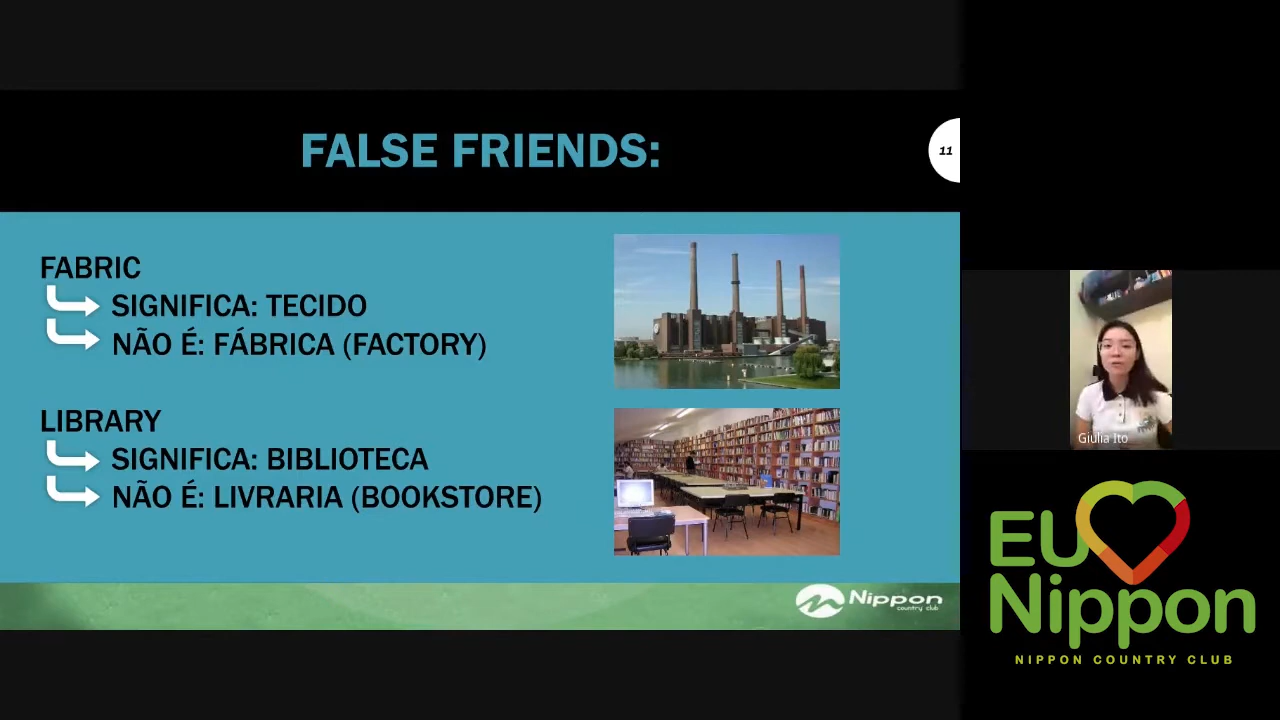 FALSE FRIENDS:
11
FABRIC
SIGNIFICA: TECIDO
NÃO É: FÁBRICA (FACTORY)
LIBRARY
SIGNIFICA: BIBLIOTECA
NÃO É: LIVRARIA (BOOKSTORE)
Nippon
country club
Giulia Ito
EU
Nippon
NIPPON COUNTRY CLUB